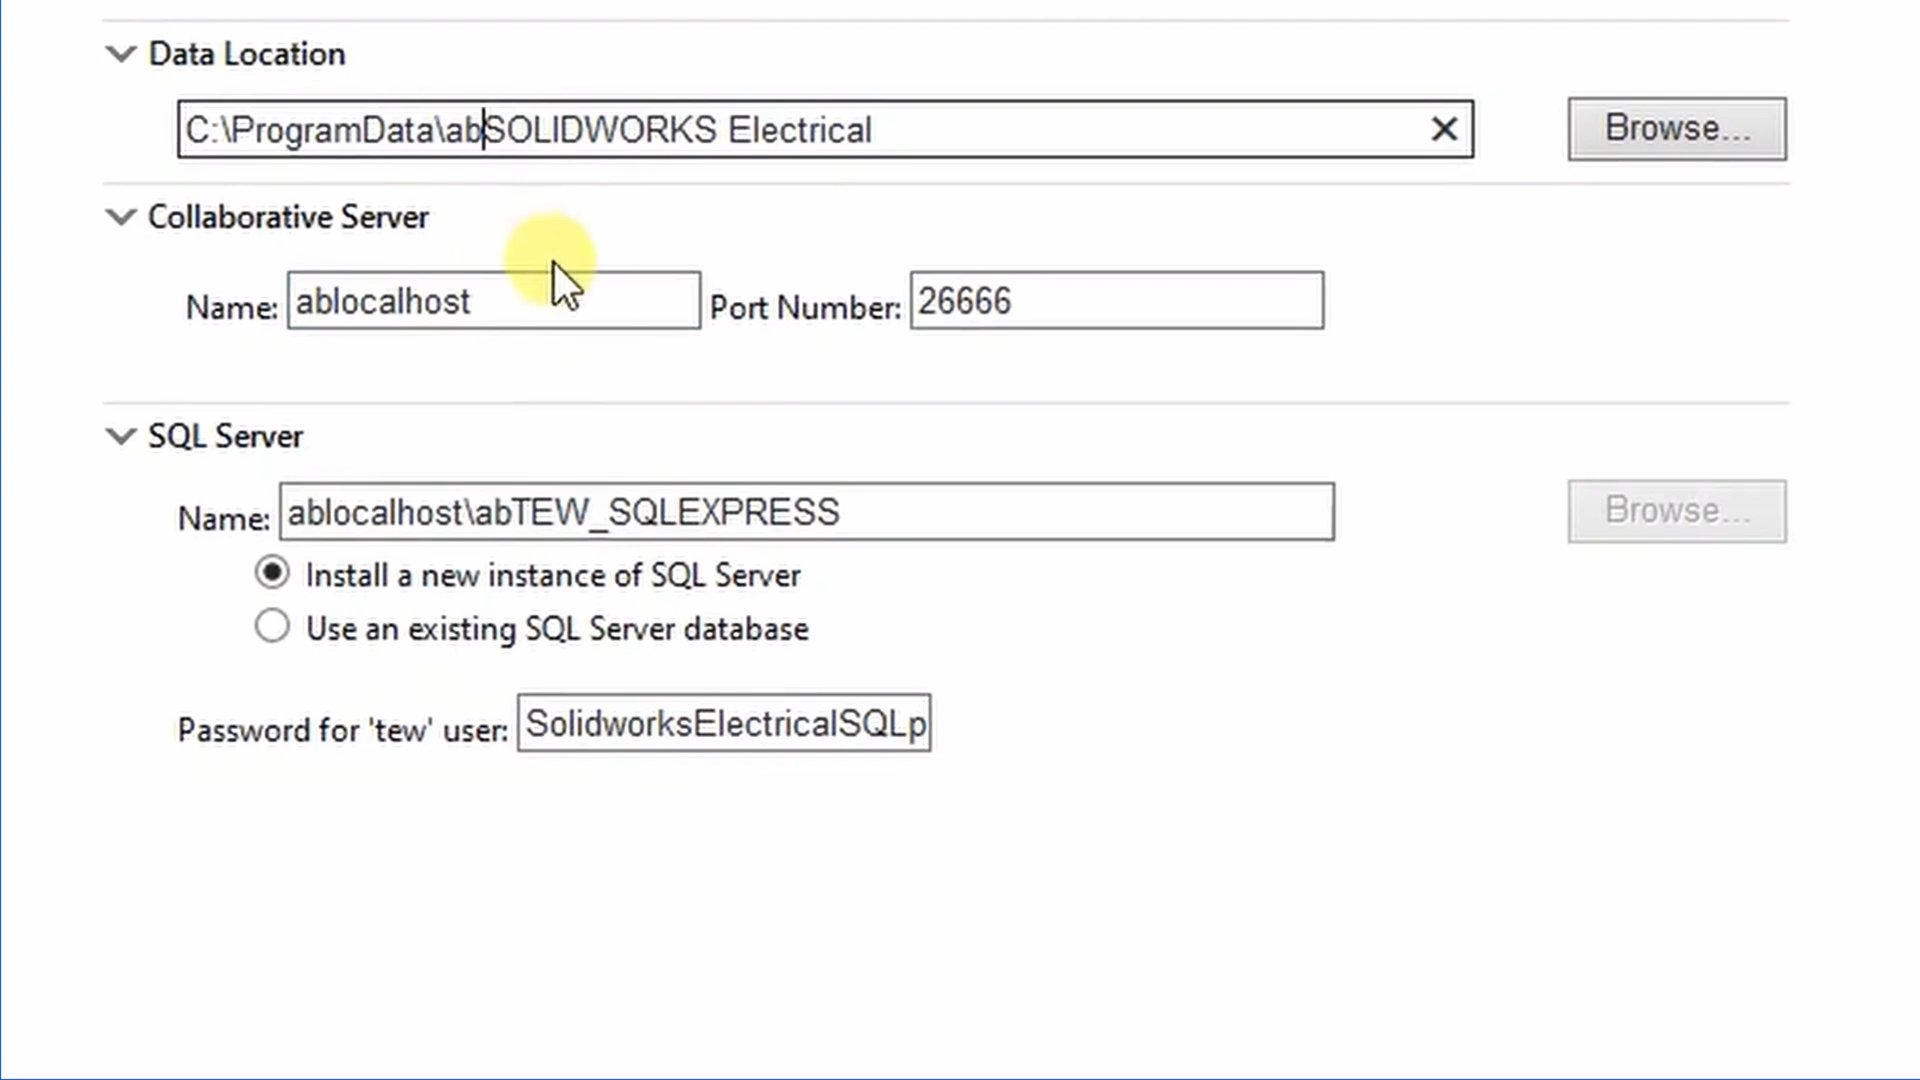 Data Location
C:\ProgramData\abSOLIDWORKS Electrical
Browse...
Collaborative Server
Name: ablocalhost Port Number: 26666
SQL Server
Name: ablocalhost\abTEW_SQLEXPRESS
Browse...
Install a new instance of SQL Server
Use an existing SQL Server database
Password for 'tew' user: SolidworksElectricalSQLp